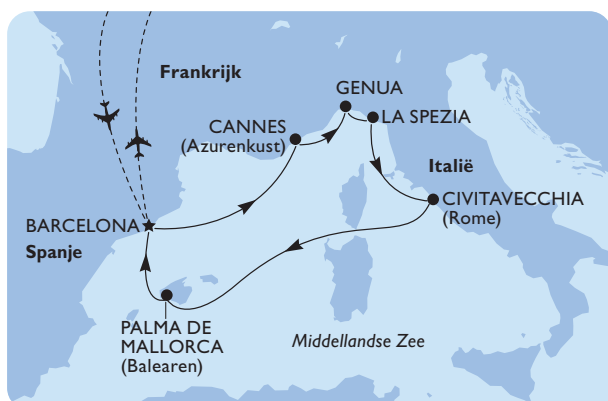 Frankrijk
GENUA
LA SPEZIA
CANNES
(Azurenkust)
Italië
CIVITAVECCHIA
(Rome)
BARCELONA
Spanje
PALMA DE
MALLORCA
(Balearen)
Middellandse Zee